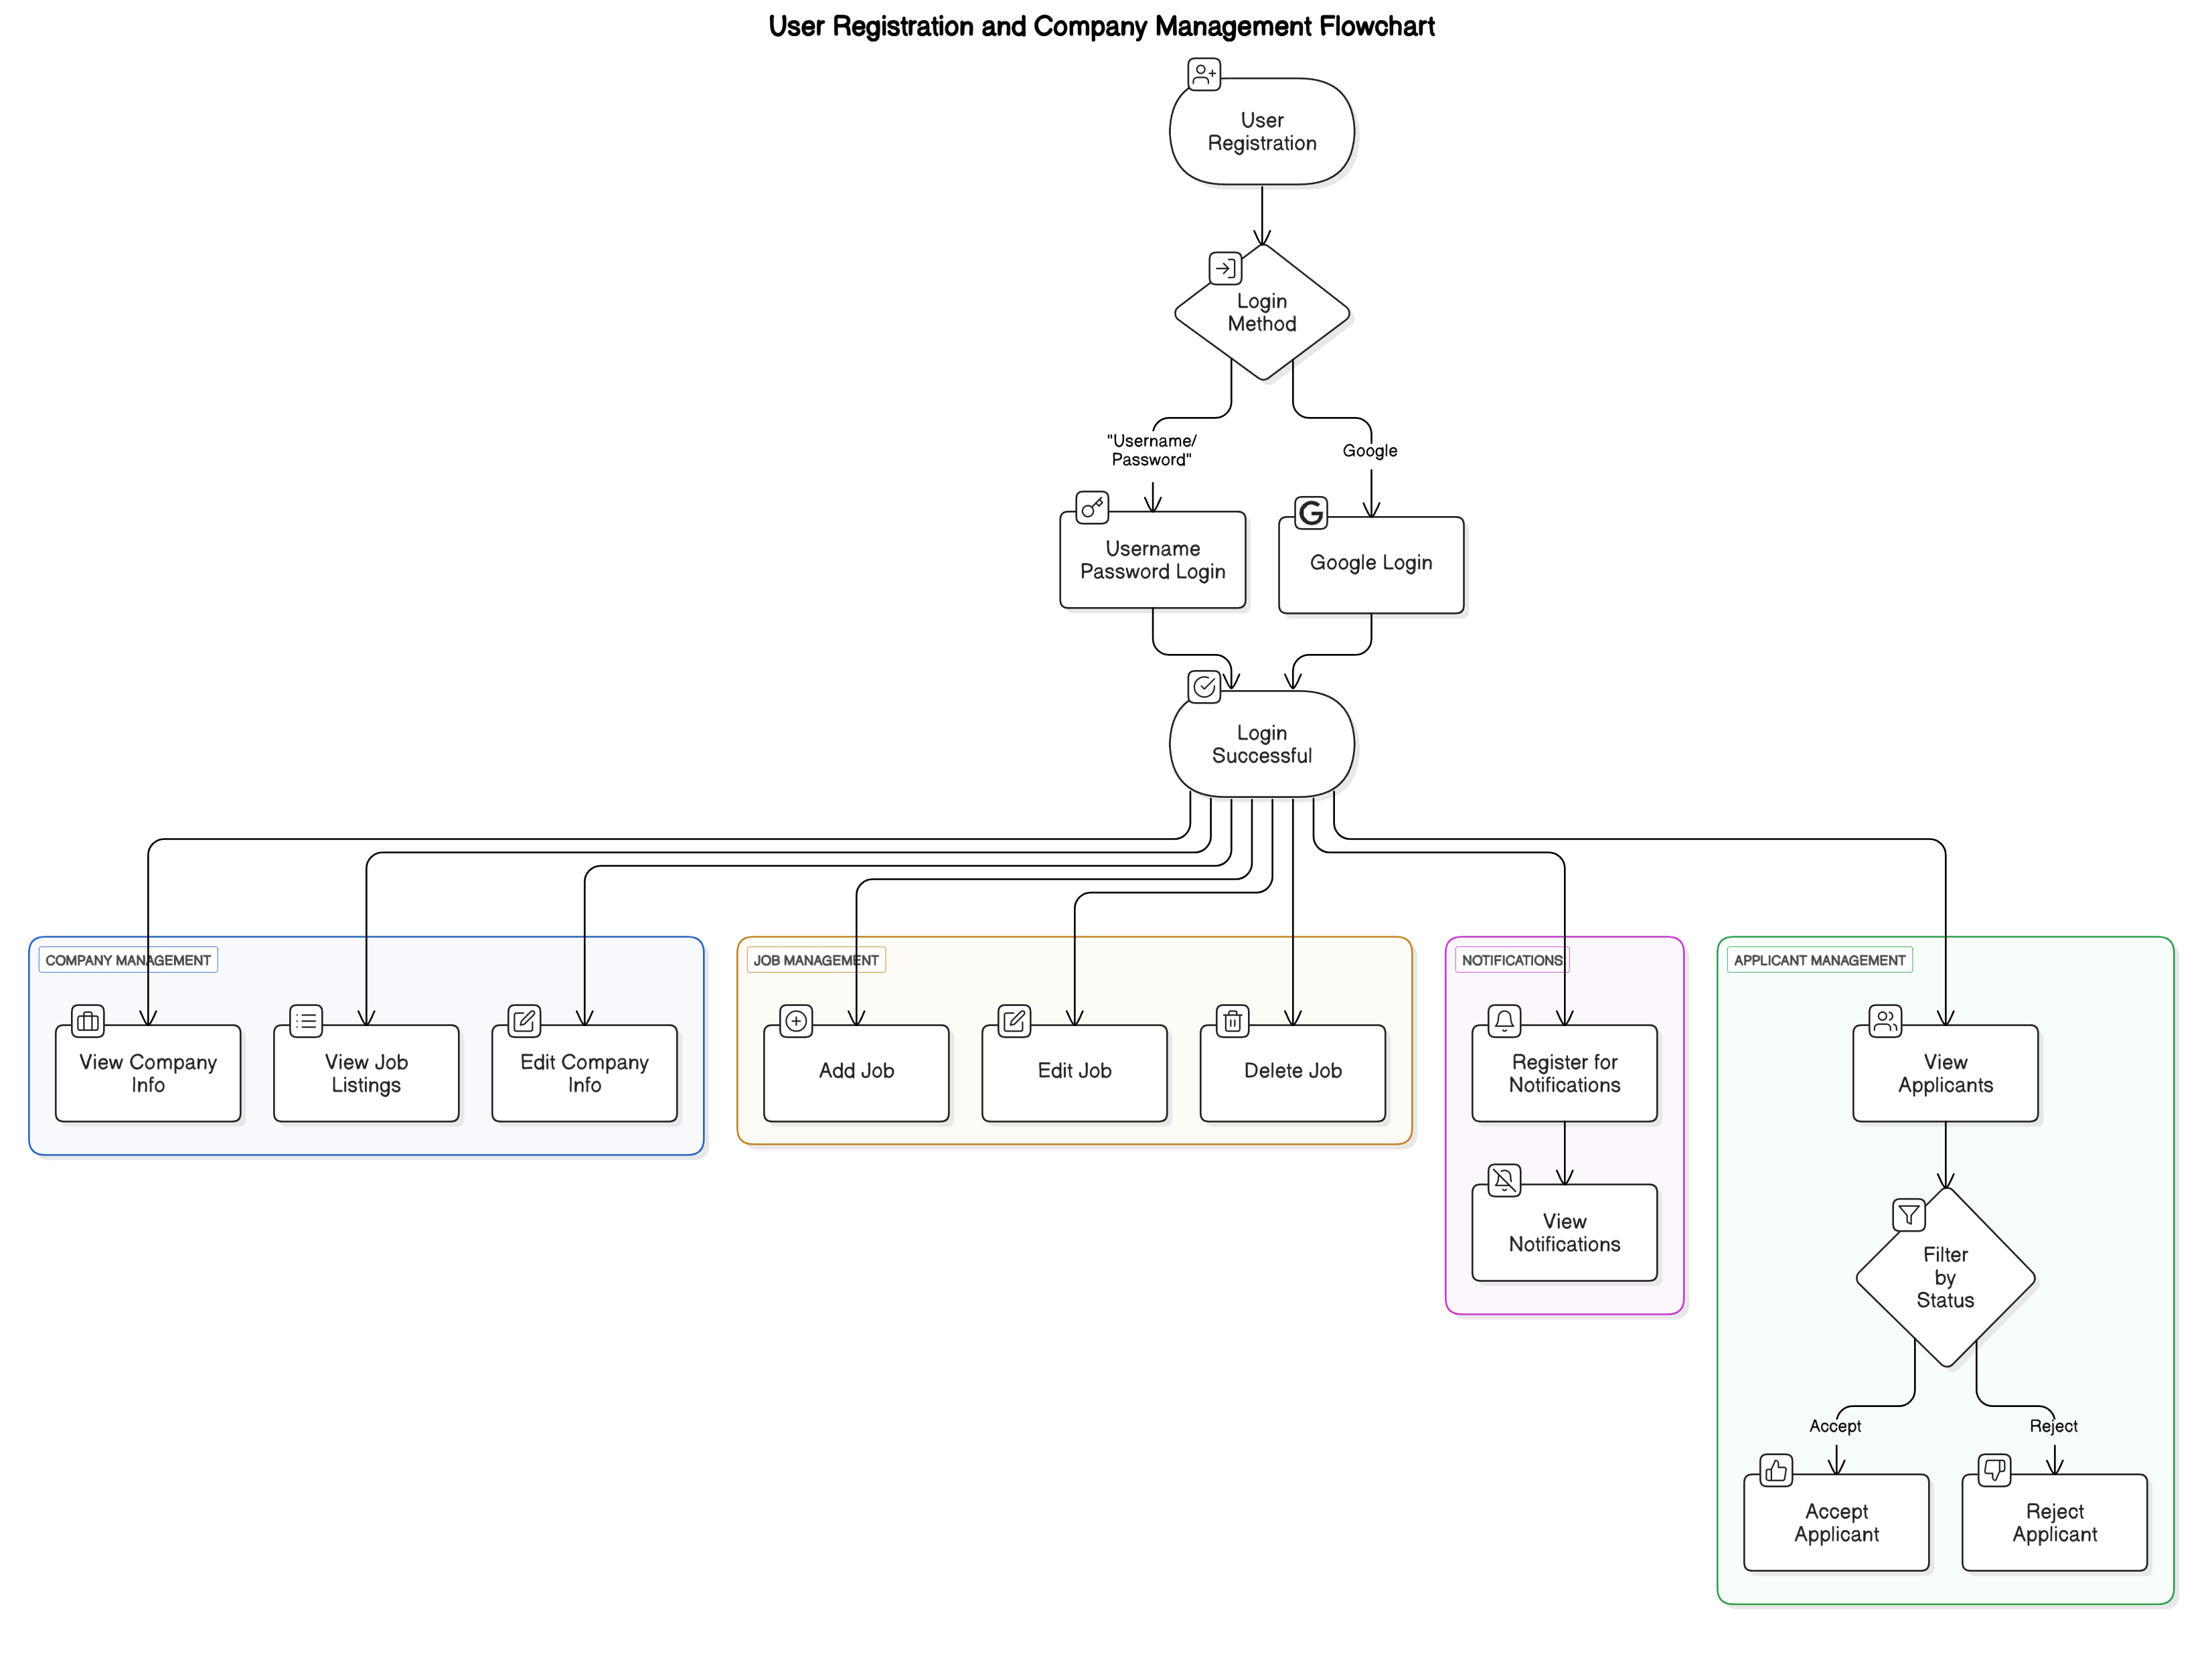 User Registration and Company Management Flowchart
User
Registration
Login
Method
"Username/
Password"
Google
Username
Password Login
G
Google Login
Login
Successful
COMPANY MANAGEMENT
JOB MANAGEMENT
NOTIFICATIONS
APPLICANT MANAGEMENT
View Company
Info
View Job
Listings
Edit Company
Info
Add Job
Edit Job
Delete Job
Register for
Notifications
View
Applicants
View
Notifications
Filter
by
Status
Accept
Reject
Accept
Applicant
Reject
Applicant